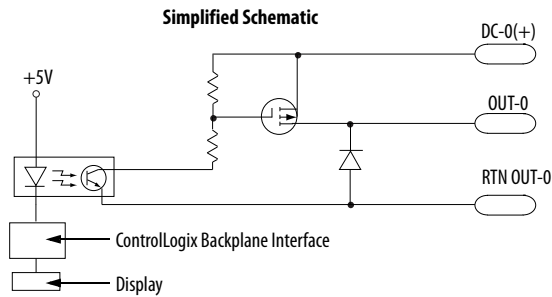 Simplified Schematic
DC-0(+)
+5V
OUT-0
RTN OUT-0
ControlLogix Backplane Interface
Display